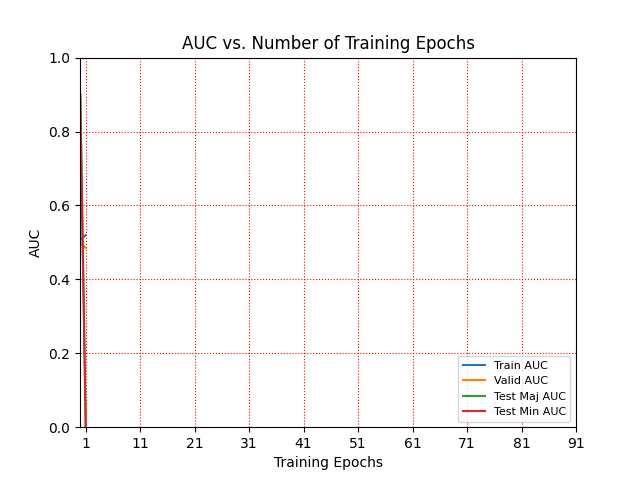 AUC vs. Number of Training Epochs
1.0
0.8
0.6
0.4
0.2
0.0
AUC
Train AUC
Valid AUC
Test Maj AUC
Test Min AUC
1 11 21 31 41 51 61 71 81 91
Training Epochs